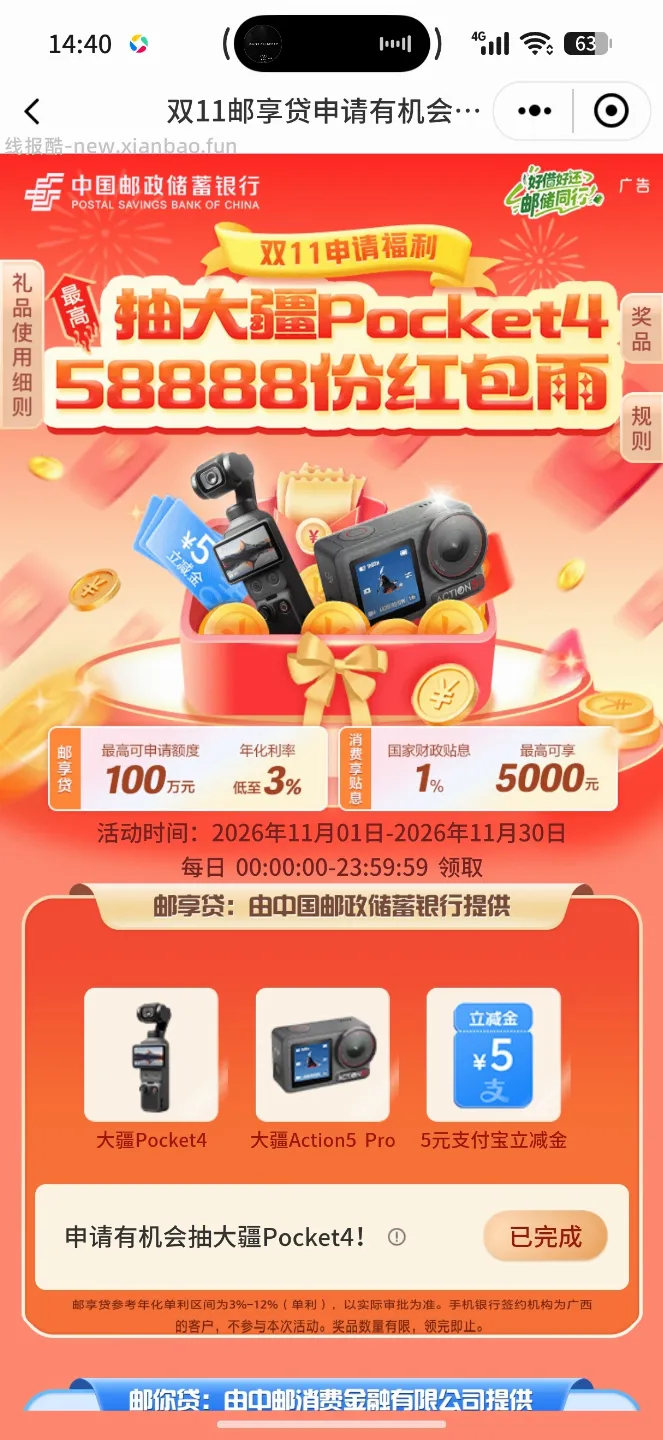 14:40
4G
63
双11邮享贷申请有机会…
线报酷-new.xianbao.fun
中国邮政储蓄银行
POSTAL SAVINGS BANK OF CHINA
好借好还
邮储同行
广告
双11申请福利
礼品使用细则
最高
抽大疆Pocket4
58888份红包雨
奖品
规则
¥5
立减金
ACTION
邮享贷
最高可申请额度
100万元
年化利率
低至3%
消费享贴息
国家财政贴息
1%
最高可享
5000元
活动时间：2026年11月01日-2026年11月30日
每日 00:00:00-23:59:59 领取
邮享贷：由中国邮政储蓄银行提供
立减金
¥5
支
大疆Pocket4
大疆Action5 Pro
5元支付宝立减金
申请有机会抽大疆Pocket4！
已完成
邮享贷参考年化单利区间为3%-12%（单利），以实际审批为准。手机银行签约机构为广西
的客户，不参与本次活动。奖品数量有限，领完即止。
邮你贷：由中邮消费金融有限公司提供